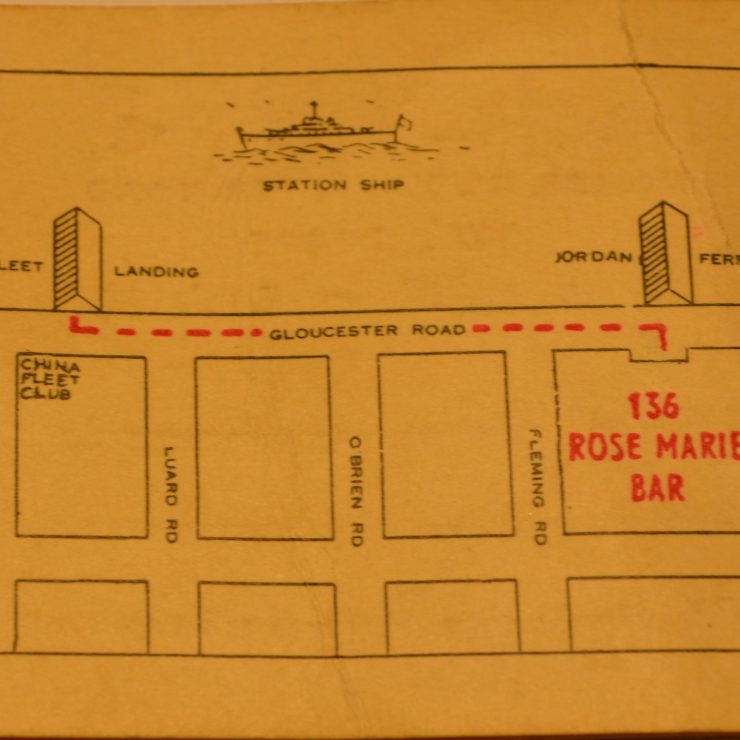 STATION SHIP
LEET
LANDING
JORDAN
FERR
GLOUCESTER ROAD
CHINA
FLEET
CLUB
LUARD RD
O'BRIEN RD
FLEMING RD
136
ROSE MARIE
BAR